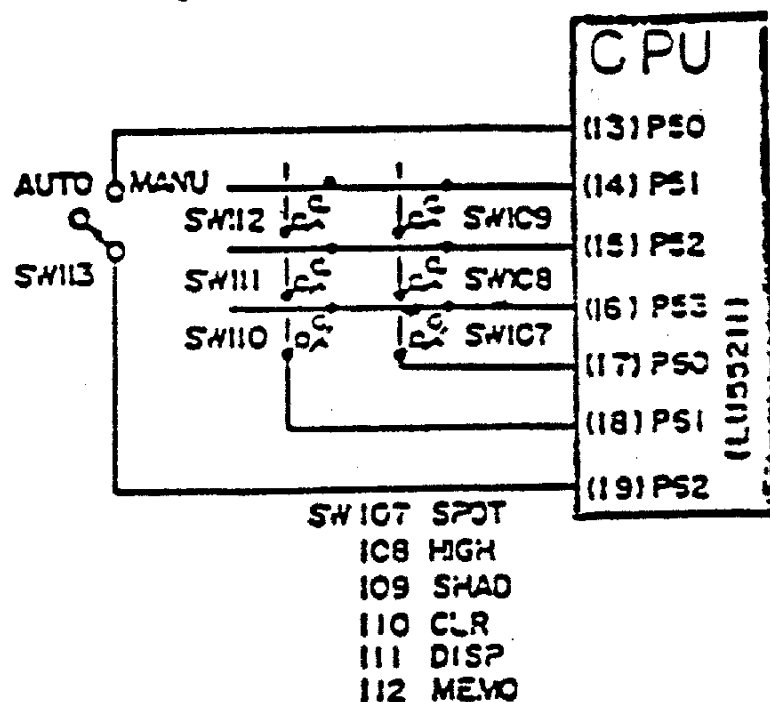 CPU
(13) PS0
AUTO MANU
(14) PS1
SW112
SW109
(15) PS2
SW113
SW111
SW108
(16) PS3
SW110
SW107
(17) PS0
(18) PS1
(LU55211)
(19) PS2
SW107 SPOT
108 HIGH
109 SHAD
110 CLR
111 DISP
112 MEMO